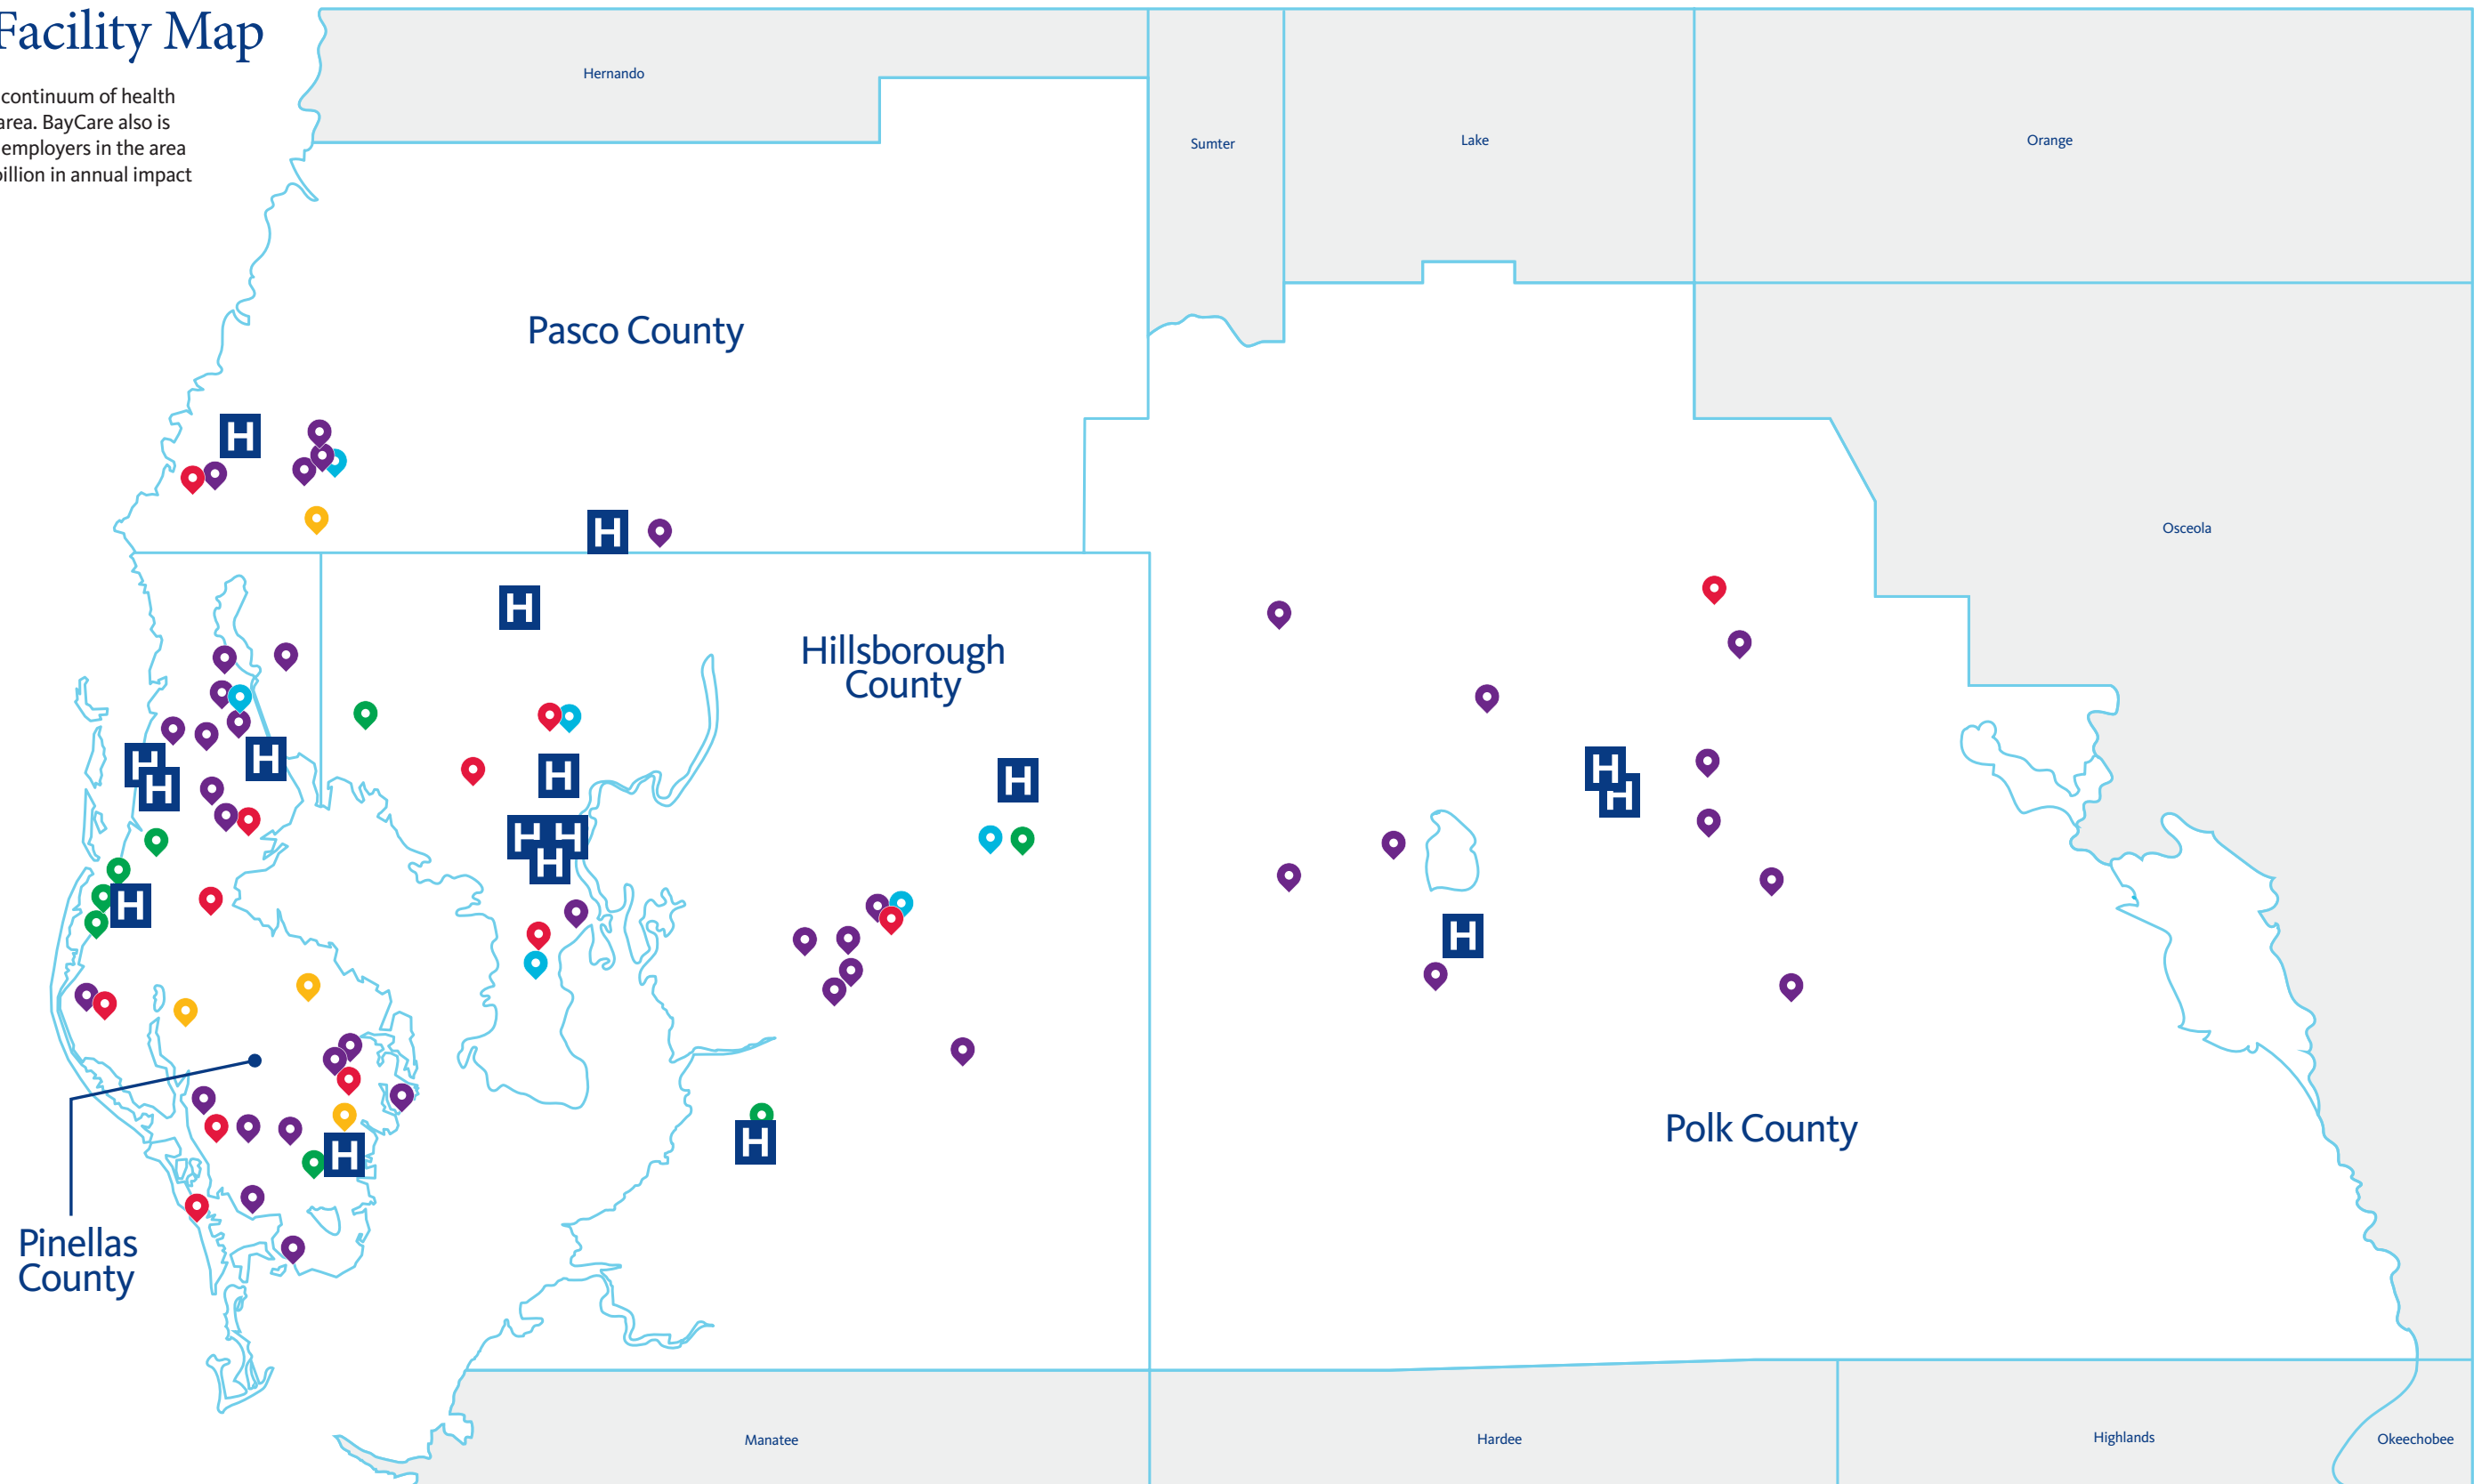 Facility Map
continuum of health
area. BayCare also is
employers in the area
billion in annual impact
Hernando
Sumter
Lake
Orange
Pasco County
H
H
H
Osceola
Hillsborough
County
H
H
H
H
H
H
H
H
H
H
H
H
H
H
Polk County
H
Pinellas
County
Manatee
Hardee
Highlands
Okeechobee